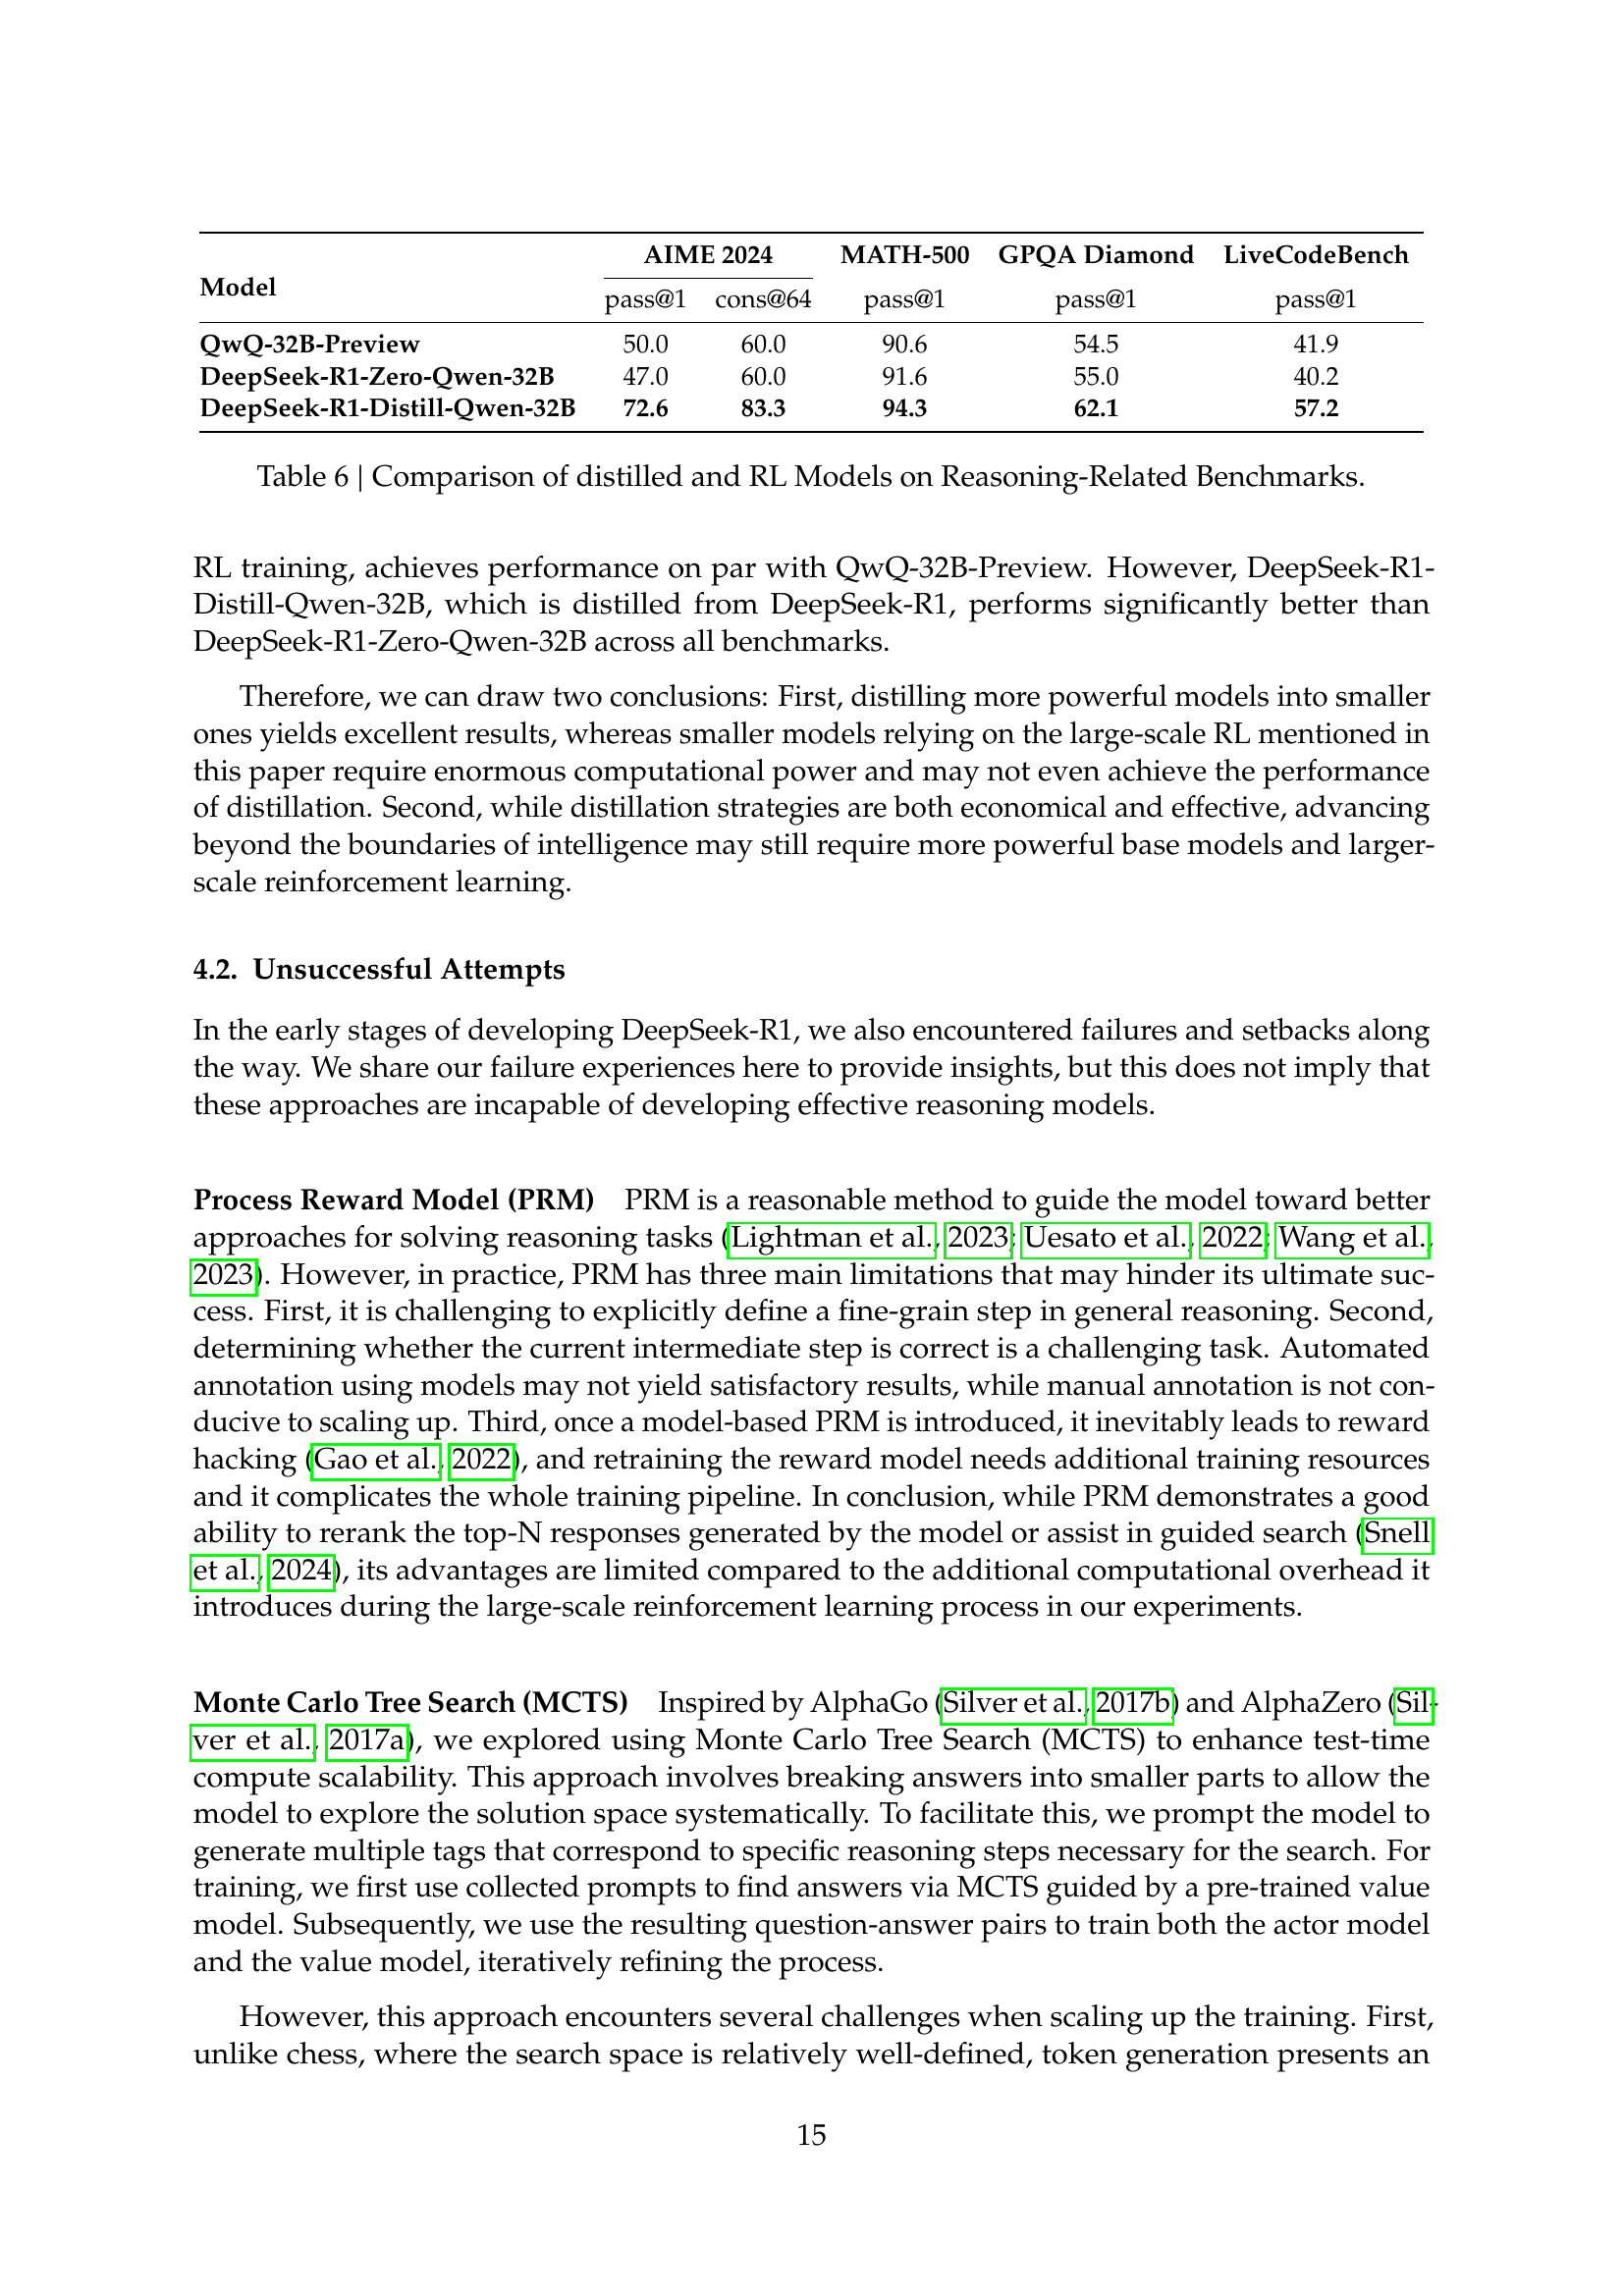 Model AIME 2024 MATH-500 GPQA Diamond LiveCodeBench
pass@1 cons@64 pass@1 pass@1 pass@1
QwQ-32B-Preview 50.0 60.0 90.6 54.5 41.9
DeepSeek-R1-Zero-Qwen-32B 47.0 60.0 91.6 55.0 40.2
DeepSeek-R1-Distill-Qwen-32B 72.6 83.3 94.3 62.1 57.2
Table 6 | Comparison of distilled and RL Models on Reasoning-Related Benchmarks.
RL training, achieves performance on par with QwQ-32B-Preview. However, DeepSeek-R1-
Distill-Qwen-32B, which is distilled from DeepSeek-R1, performs significantly better than
DeepSeek-R1-Zero-Qwen-32B across all benchmarks.
Therefore, we can draw two conclusions: First, distilling more powerful models into smaller
ones yields excellent results, whereas smaller models relying on the large-scale RL mentioned in
this paper require enormous computational power and may not even achieve the performance
of distillation. Second, while distillation strategies are both economical and effective, advancing
beyond the boundaries of intelligence may still require more powerful base models and larger-
scale reinforcement learning.
4.2. Unsuccessful Attempts
In the early stages of developing DeepSeek-R1, we also encountered failures and setbacks along
the way. We share our failure experiences here to provide insights, but this does not imply that
these approaches are incapable of developing effective reasoning models.
Process Reward Model (PRM) PRM is a reasonable method to guide the model toward better
approaches for solving reasoning tasks (Lightman et al., 2023; Uesato et al., 2022; Wang et al.,
2023). However, in practice, PRM has three main limitations that may hinder its ultimate suc-
cess. First, it is challenging to explicitly define a fine-grain step in general reasoning. Second,
determining whether the current intermediate step is correct is a challenging task. Automated
annotation using models may not yield satisfactory results, while manual annotation is not con-
ducive to scaling up. Third, once a model-based PRM is introduced, it inevitably leads to reward
hacking (Gao et al., 2022), and retraining the reward model needs additional training resources
and it complicates the whole training pipeline. In conclusion, while PRM demonstrates a good
ability to rerank the top-N responses generated by the model or assist in guided search (Snell
et al., 2024), its advantages are limited compared to the additional computational overhead it
introduces during the large-scale reinforcement learning process in our experiments.
Monte Carlo Tree Search (MCTS) Inspired by AlphaGo (Silver et al., 2017b) and AlphaZero (Sil-
ver et al., 2017a), we explored using Monte Carlo Tree Search (MCTS) to enhance test-time
compute scalability. This approach involves breaking answers into smaller parts to allow the
model to explore the solution space systematically. To facilitate this, we prompt the model to
generate multiple tags that correspond to specific reasoning steps necessary for the search. For
training, we first use collected prompts to find answers via MCTS guided by a pre-trained value
model. Subsequently, we use the resulting question-answer pairs to train both the actor model
and the value model, iteratively refining the process.
However, this approach encounters several challenges when scaling up the training. First,
unlike chess, where the search space is relatively well-defined, token generation presents an
15